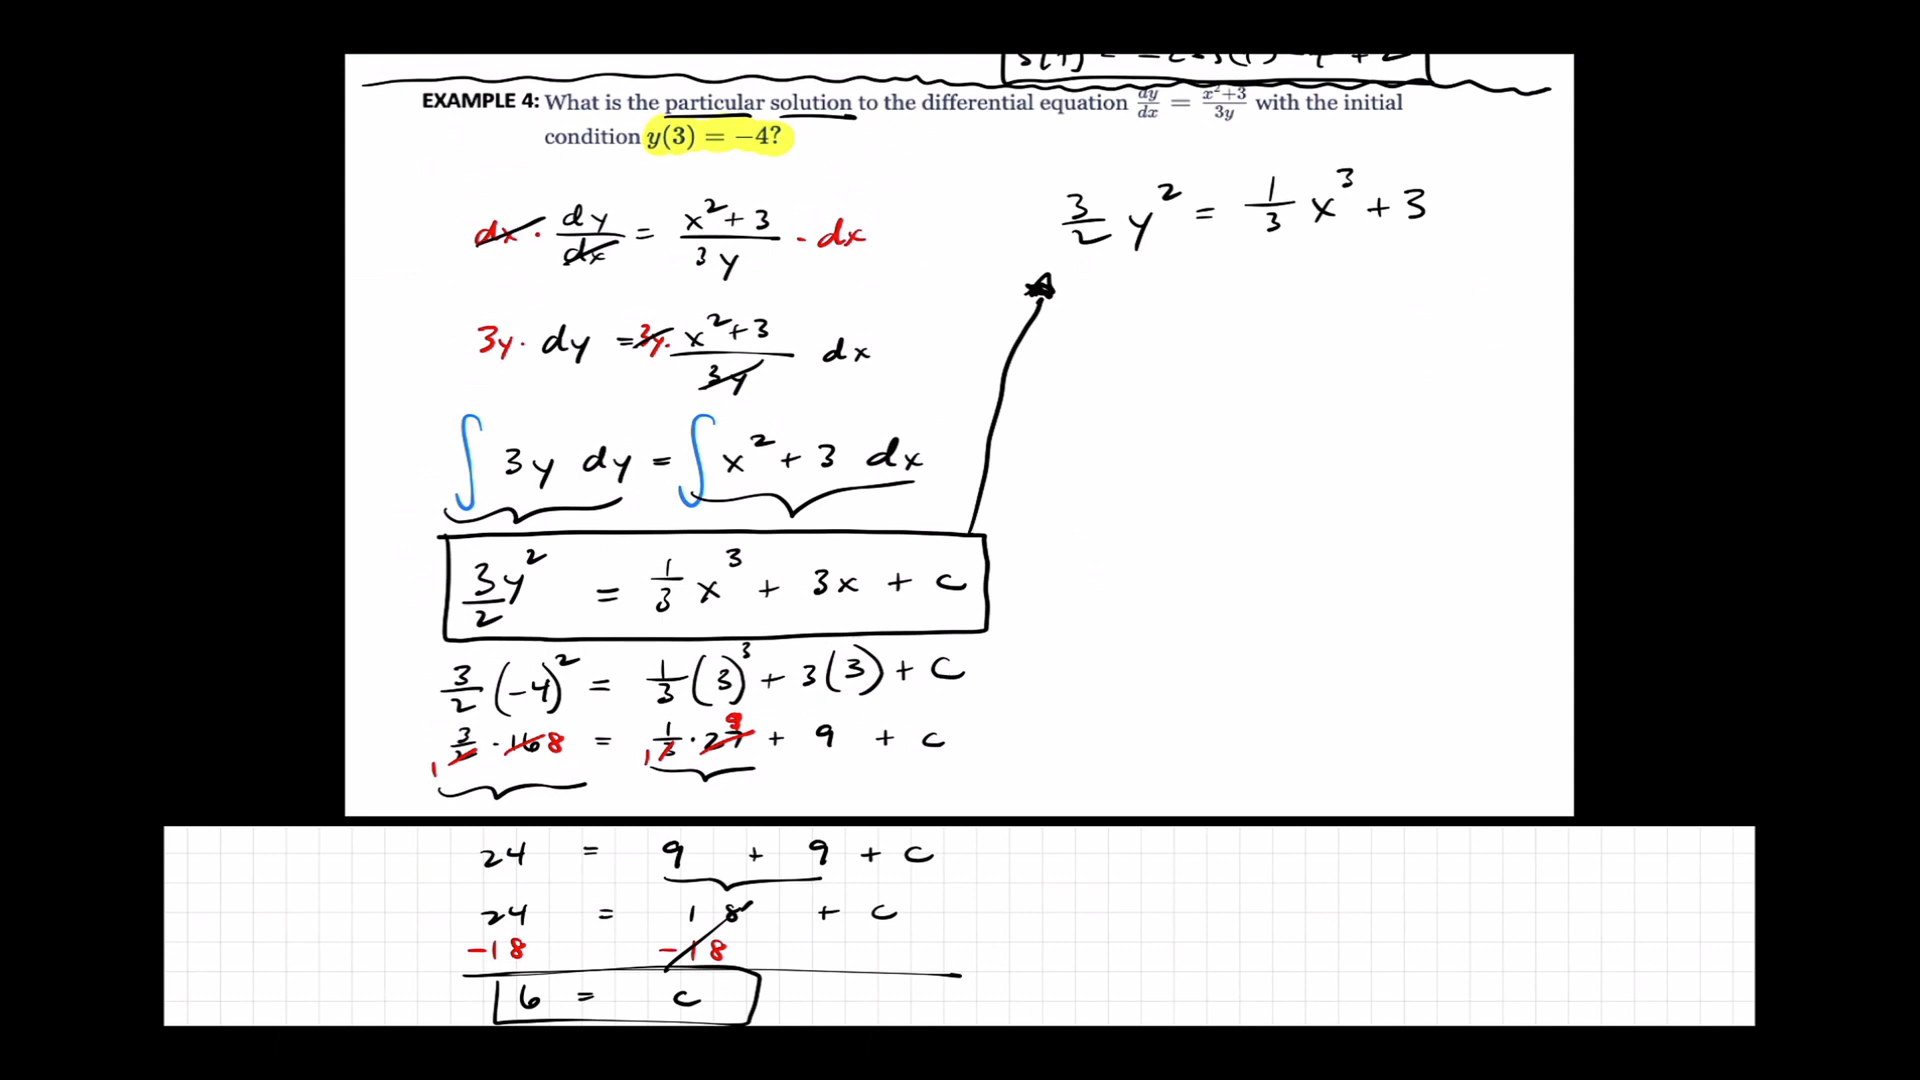 EXAMPLE 4: What is the particular solution to the differential equation dy/dx = x²+3/3y with the initial
condition y(3) = −4?
dx · dy/dx = x²+3/3y · dx
3y · dy = 3y · x²+3/3y dx
∫ 3y dy = ∫ x² + 3 dx
3y²/2 = 1/3 x³ + 3x + c
3/2 (−4)² = 1/3 (3)³ + 3(3) + C
1 3/2 · 16 8 = 1 1/3 · 27 9 + 9 + c
24 = 9 + 9 + c
24 = 18 + c
−18 −18
6 = c
3/2 y² = 1/3 x³ + 3